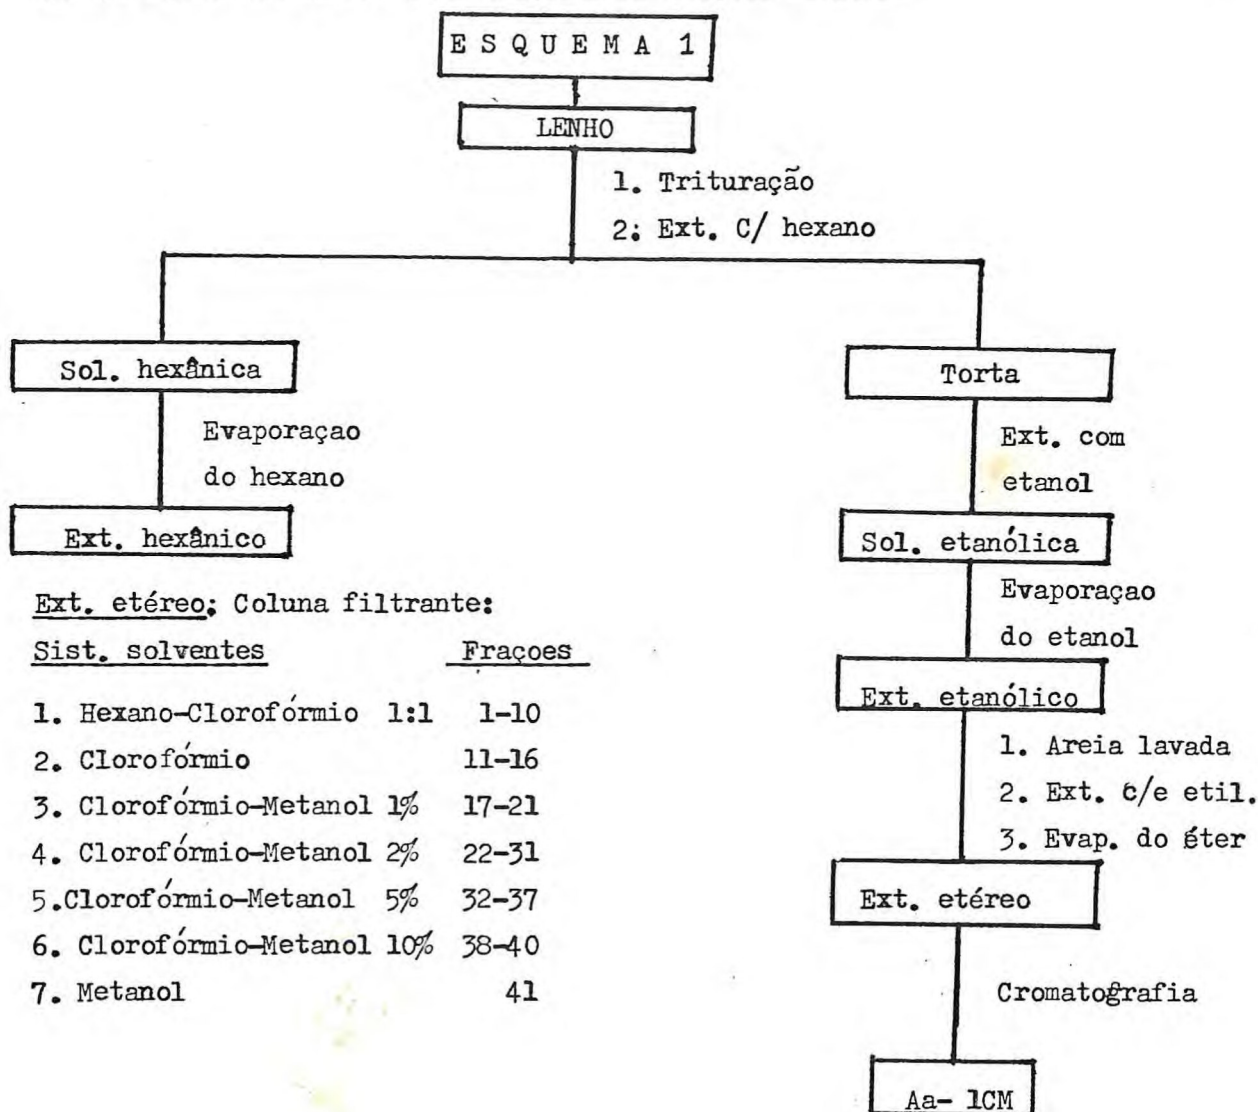 E S Q U E M A 1
LENHO
1. Trituração
2; Ext. C/ hexano
Sol. hexânica
Torta
Evaporaçao
do hexano
Ext. com
etanol
Ext. hexânico
Sol. etanólica
Evaporaçao
do etanol
Ext. etanólico
1. Areia lavada
2. Ext. c/e etil.
3. Evap. do éter
Ext. etéreo
Cromatografia
Aa- 1CM
Ext. etéreo; Coluna filtrante:
Sist. solventes Fraçoes
1. Hexano-Clorofórmio 1:1 1-10
2. Clorofórmio 11-16
3. Clorofórmio-Metanol 1% 17-21
4. Clorofórmio-Metanol 2% 22-31
5.Clorofórmio-Metanol 5% 32-37
6. Clorofórmio-Metanol 10% 38-40
7. Metanol 41